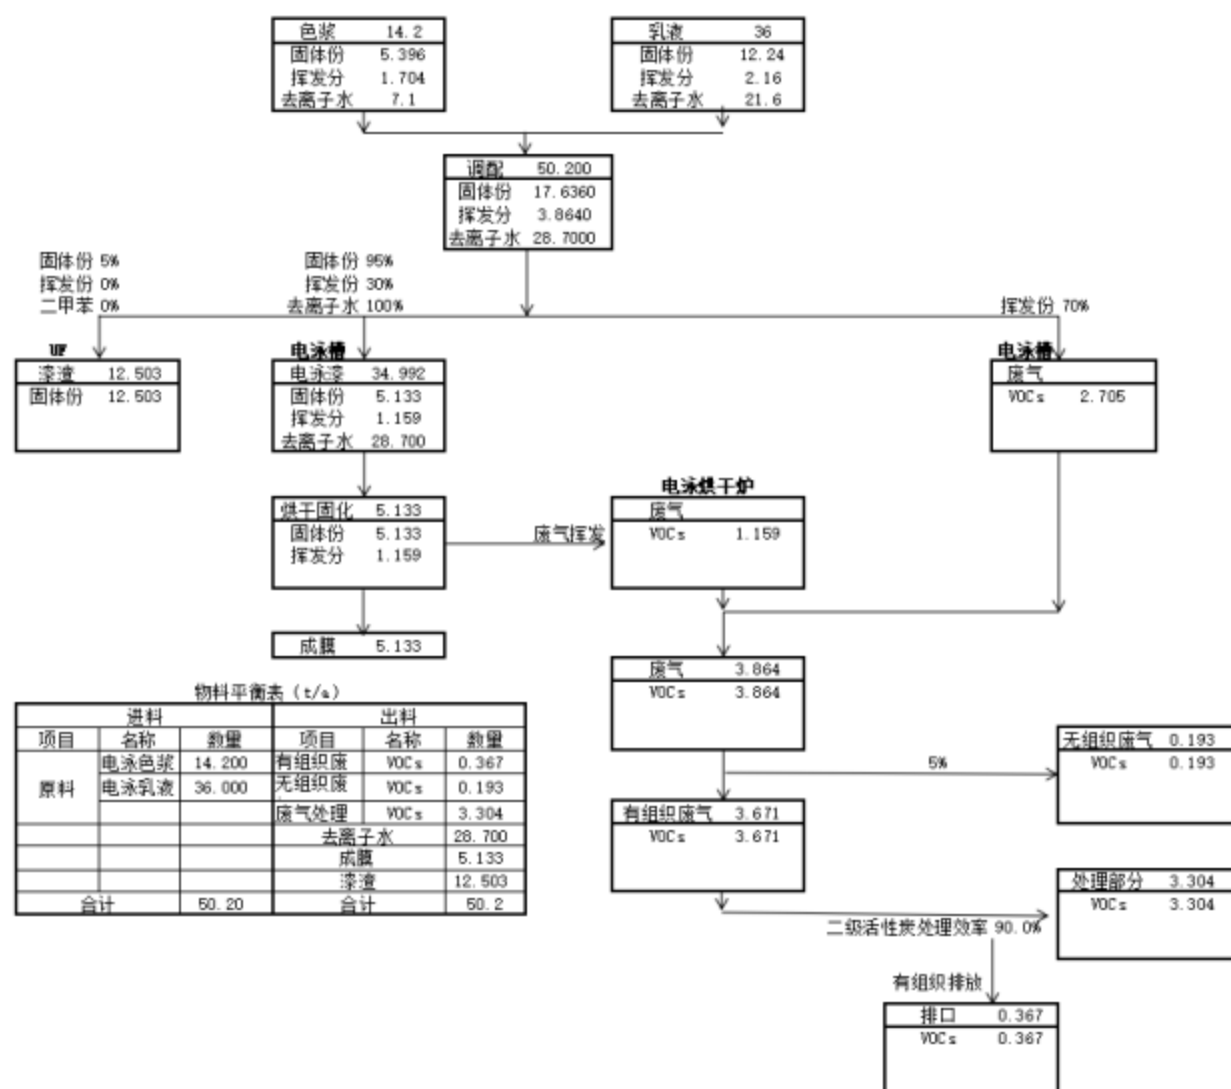 色浆 14.2
固体份 5.396
挥发分 1.704
去离子水 7.1
乳液 36
固体份 12.24
挥发分 2.16
去离子水 21.6
调配 50.200
固体份 17.6360
挥发分 3.8640
去离子水 28.7000
固体份 5%
挥发份 0%
二甲苯 0%
固体份 95%
挥发份 30%
去离子水 100%
挥发份 70%
UF
漆渣 12.503
固体份 12.503
电泳槽
电泳漆 34.992
固体份 5.133
挥发分 1.159
去离子水 28.700
电泳槽
废气
VOCs 2.705
烘干固化 5.133
固体份 5.133
挥发分 1.159
废气挥发
电泳烘干炉
废气
VOCs 1.159
成膜 5.133
废气 3.864
VOCs 3.864
5%
无组织废气 0.193
VOCs 0.193
有组织废气 3.671
VOCs 3.671
处理部分 3.304
VOCs 3.304
二级活性炭处理效率 90.0%
有组织排放
排口 0.367
VOCs 0.367
物料平衡表（t/a）
进料 出料
项目 名称 数量 项目 名称 数量
原料 电泳色浆 14.200 有组织废 VOCs 0.367
电泳乳液 36.000 无组织废 VOCs 0.193
废气处理 VOCs 3.304
去离子水 28.700
成膜 5.133
漆渣 12.503
合计 50.20 合计 50.2